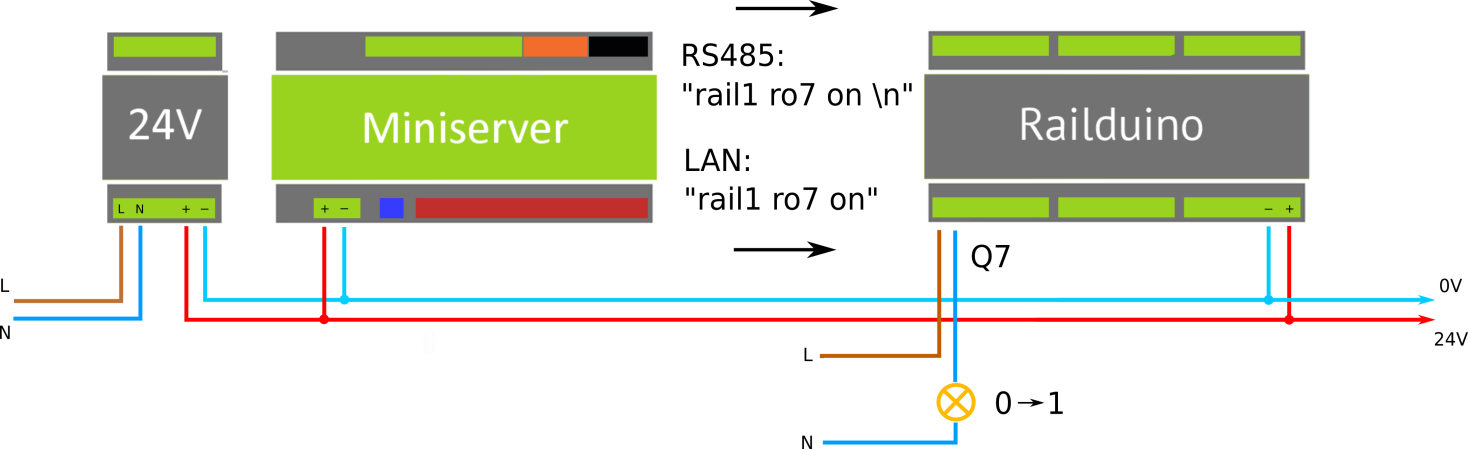 24V
Miniserver
RS485:
"rail1 ro7 on \n"
LAN:
"rail1 ro7 on"
Railduino
L N + −
+ −
− +
Q7
L
N
0V
24V
L
0→1
N